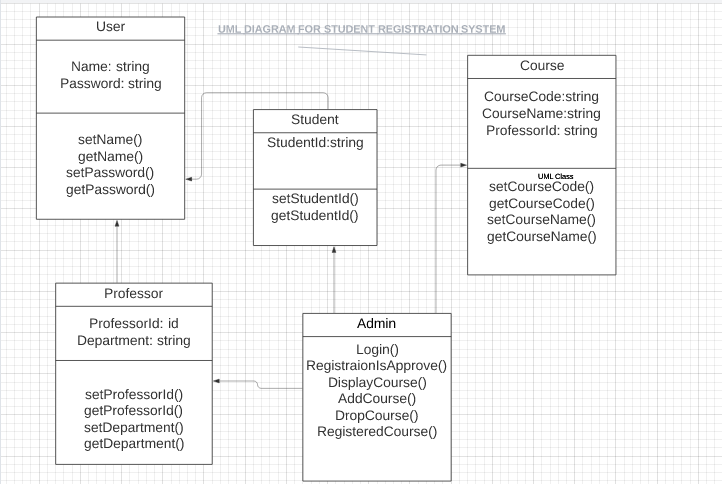 User
UML DIAGRAM FOR STUDENT REGISTRATION SYSTEM
Name: string
Password: string
setName()
getName()
setPassword()
getPassword()
Student
StudentId:string
setStudentId()
getStudentId()
Course
CourseCode:string
CourseName:string
ProfessorId: string
UML Class
setCourseCode()
getCourseCode()
setCourseName()
getCourseName()
Professor
ProfessorId: id
Department: string
setProfessorId()
getProfessorId()
setDepartment()
getDepartment()
Admin
Login()
RegistraionIsApprove()
DisplayCourse()
AddCourse()
DropCourse()
RegisteredCourse()